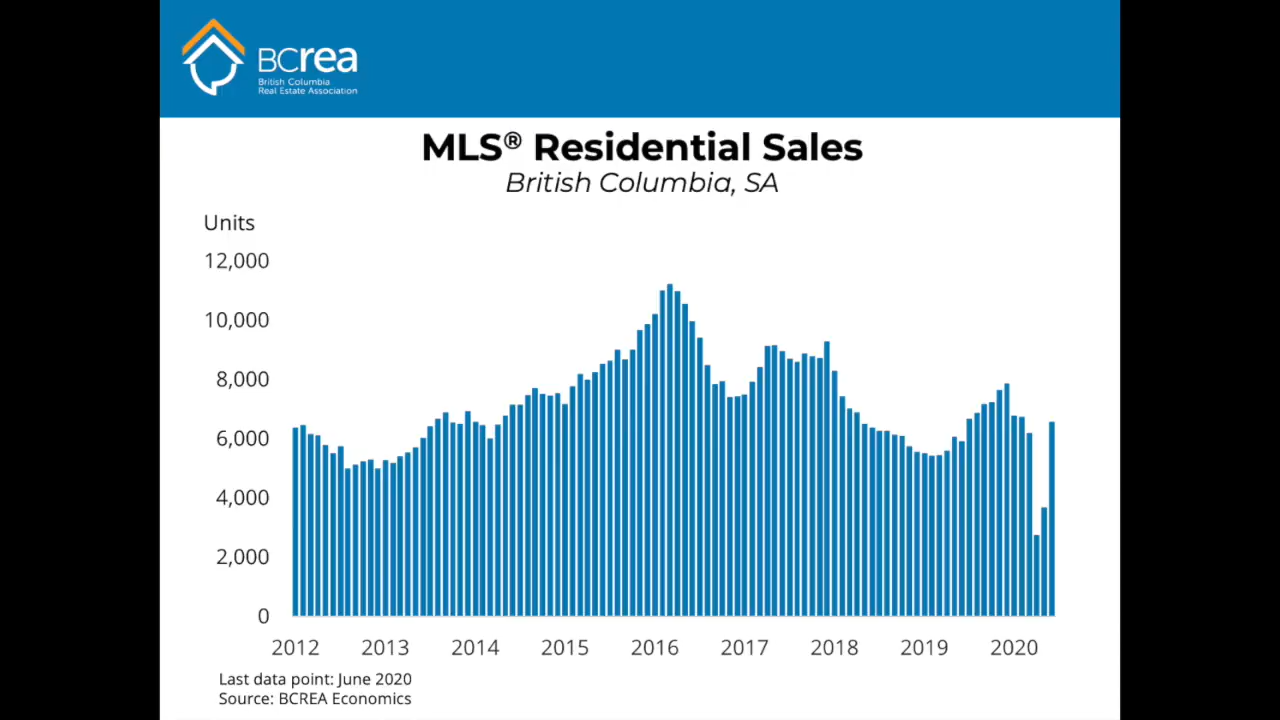 BCrea
British Columbia
Real Estate Association
MLS® Residential Sales
British Columbia, SA
Units
12,000
10,000
8,000
6,000
4,000
2,000
0
2012 2013 2014 2015 2016 2017 2018 2019 2020
Last data point: June 2020
Source: BCREA Economics